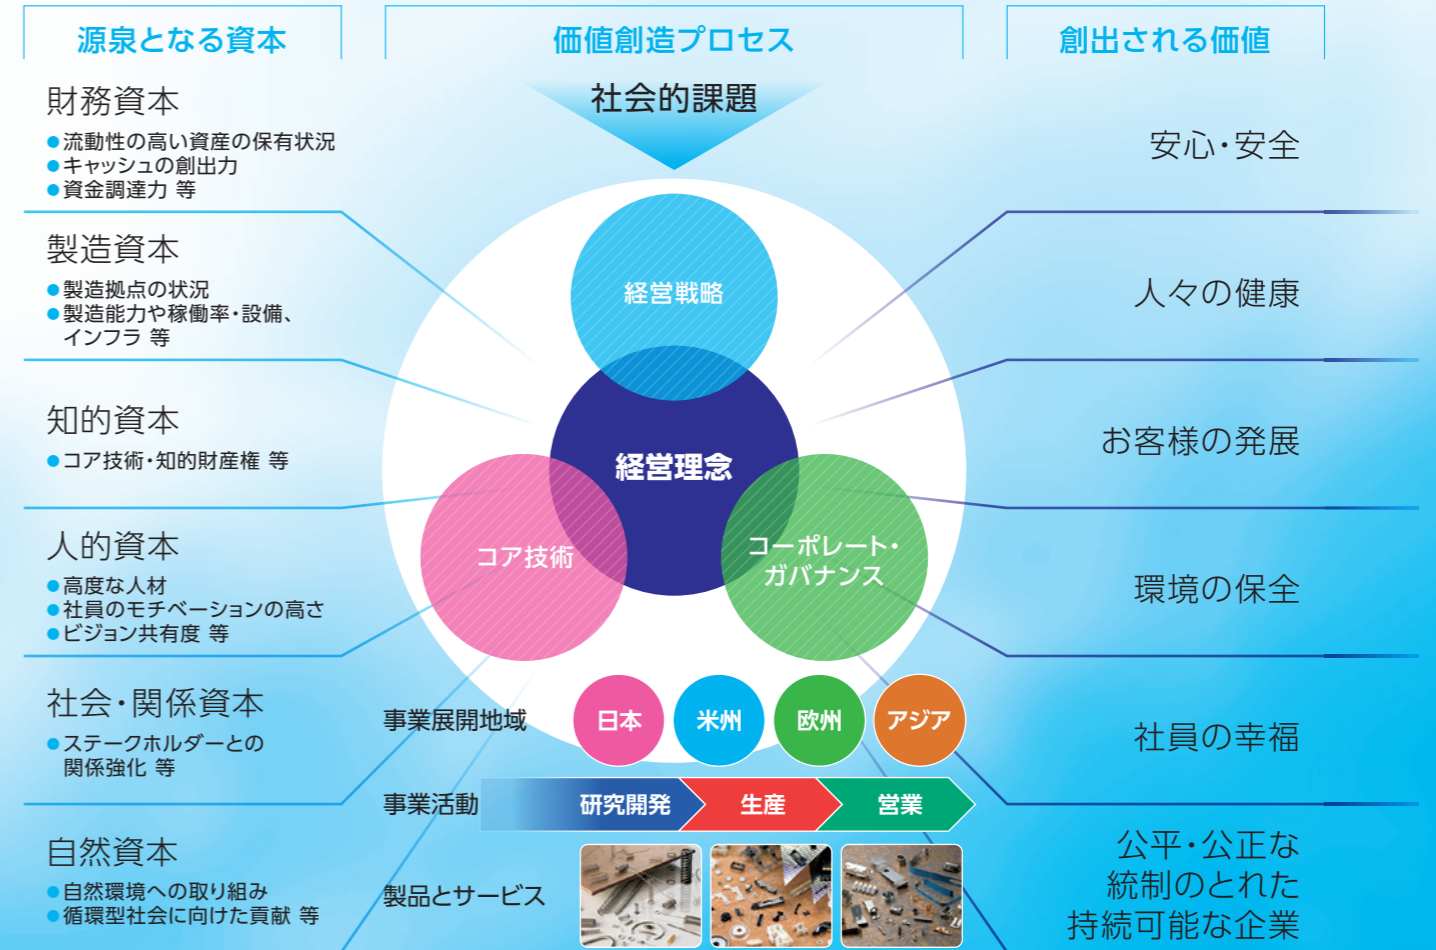 源泉となる資本
財務資本
●流動性の高い資産の保有状況
●キャッシュの創出力
●資金調達力 等
製造資本
●製造拠点の状況
●製造能力や稼働率・設備、
インフラ 等
知的資本
●コア技術・知的財産権 等
人的資本
●高度な人材
●社員のモチベーションの高さ
●ビジョン共有度 等
社会・関係資本
●ステークホルダーとの
関係強化 等
自然資本
●自然環境への取り組み
●循環型社会に向けた貢献 等
価値創造プロセス
社会的課題
経営戦略
経営理念
コア技術
コーポレート・
ガバナンス
事業展開地域
日本
米州
欧州
アジア
事業活動
研究開発
生産
営業
製品とサービス
創出される価値
安心・安全
人々の健康
お客様の発展
環境の保全
社員の幸福
公平・公正な
統制のとれた
持続可能な企業